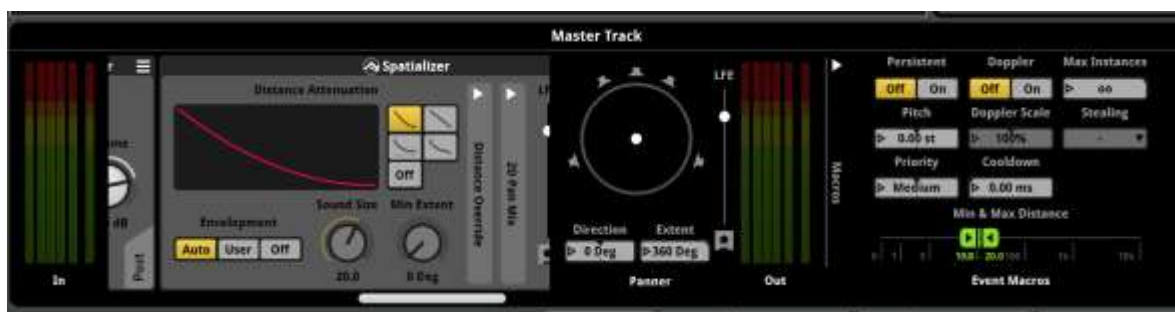 Master Track
Spatializer
Distance Attenuation
Off
Envelopment
Auto User Off
Sound Size
20.0
Min Extent
0 Deg
Distance Override
2D Pan Mix
dB
Post
In
LFE
Direction
0 Deg
Extent
360 Deg
Panner
Out
Macros
Persistent
Off On
Doppler
Off On
Max Instances
Pitch
0.00 st
Doppler Scale
100%
Stealing
-
Priority
Medium
Cooldown
0.00 ms
Min & Max Distance
10.0 20.0
Event Macros